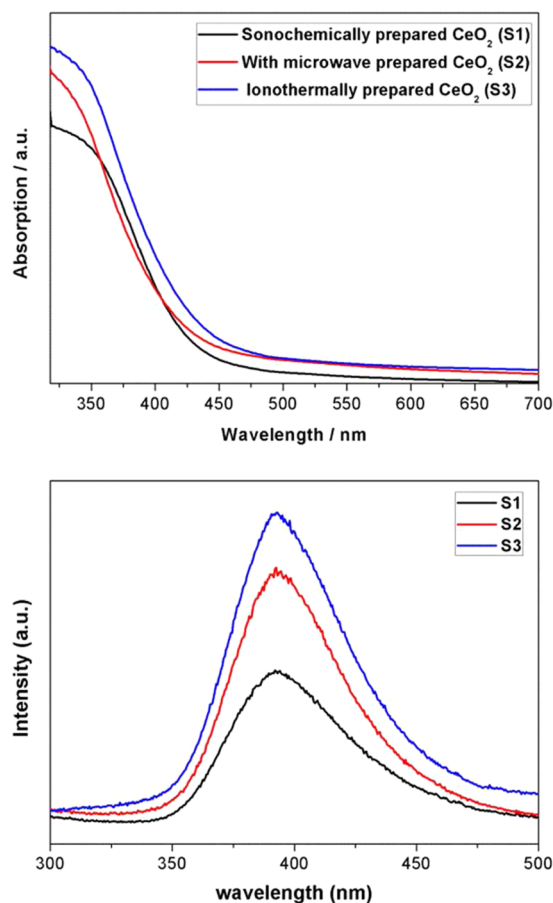 Sonochemically prepared CeO₂ (S1)
With microwave prepared CeO₂ (S2)
Ionothermally prepared CeO₂ (S3)
Absorption / a.u.
350 400 450 500 550 600 650 700
Wavelength / nm
S1
S2
S3
Intensity (a.u.)
300 350 400 450 500
wavelength (nm)